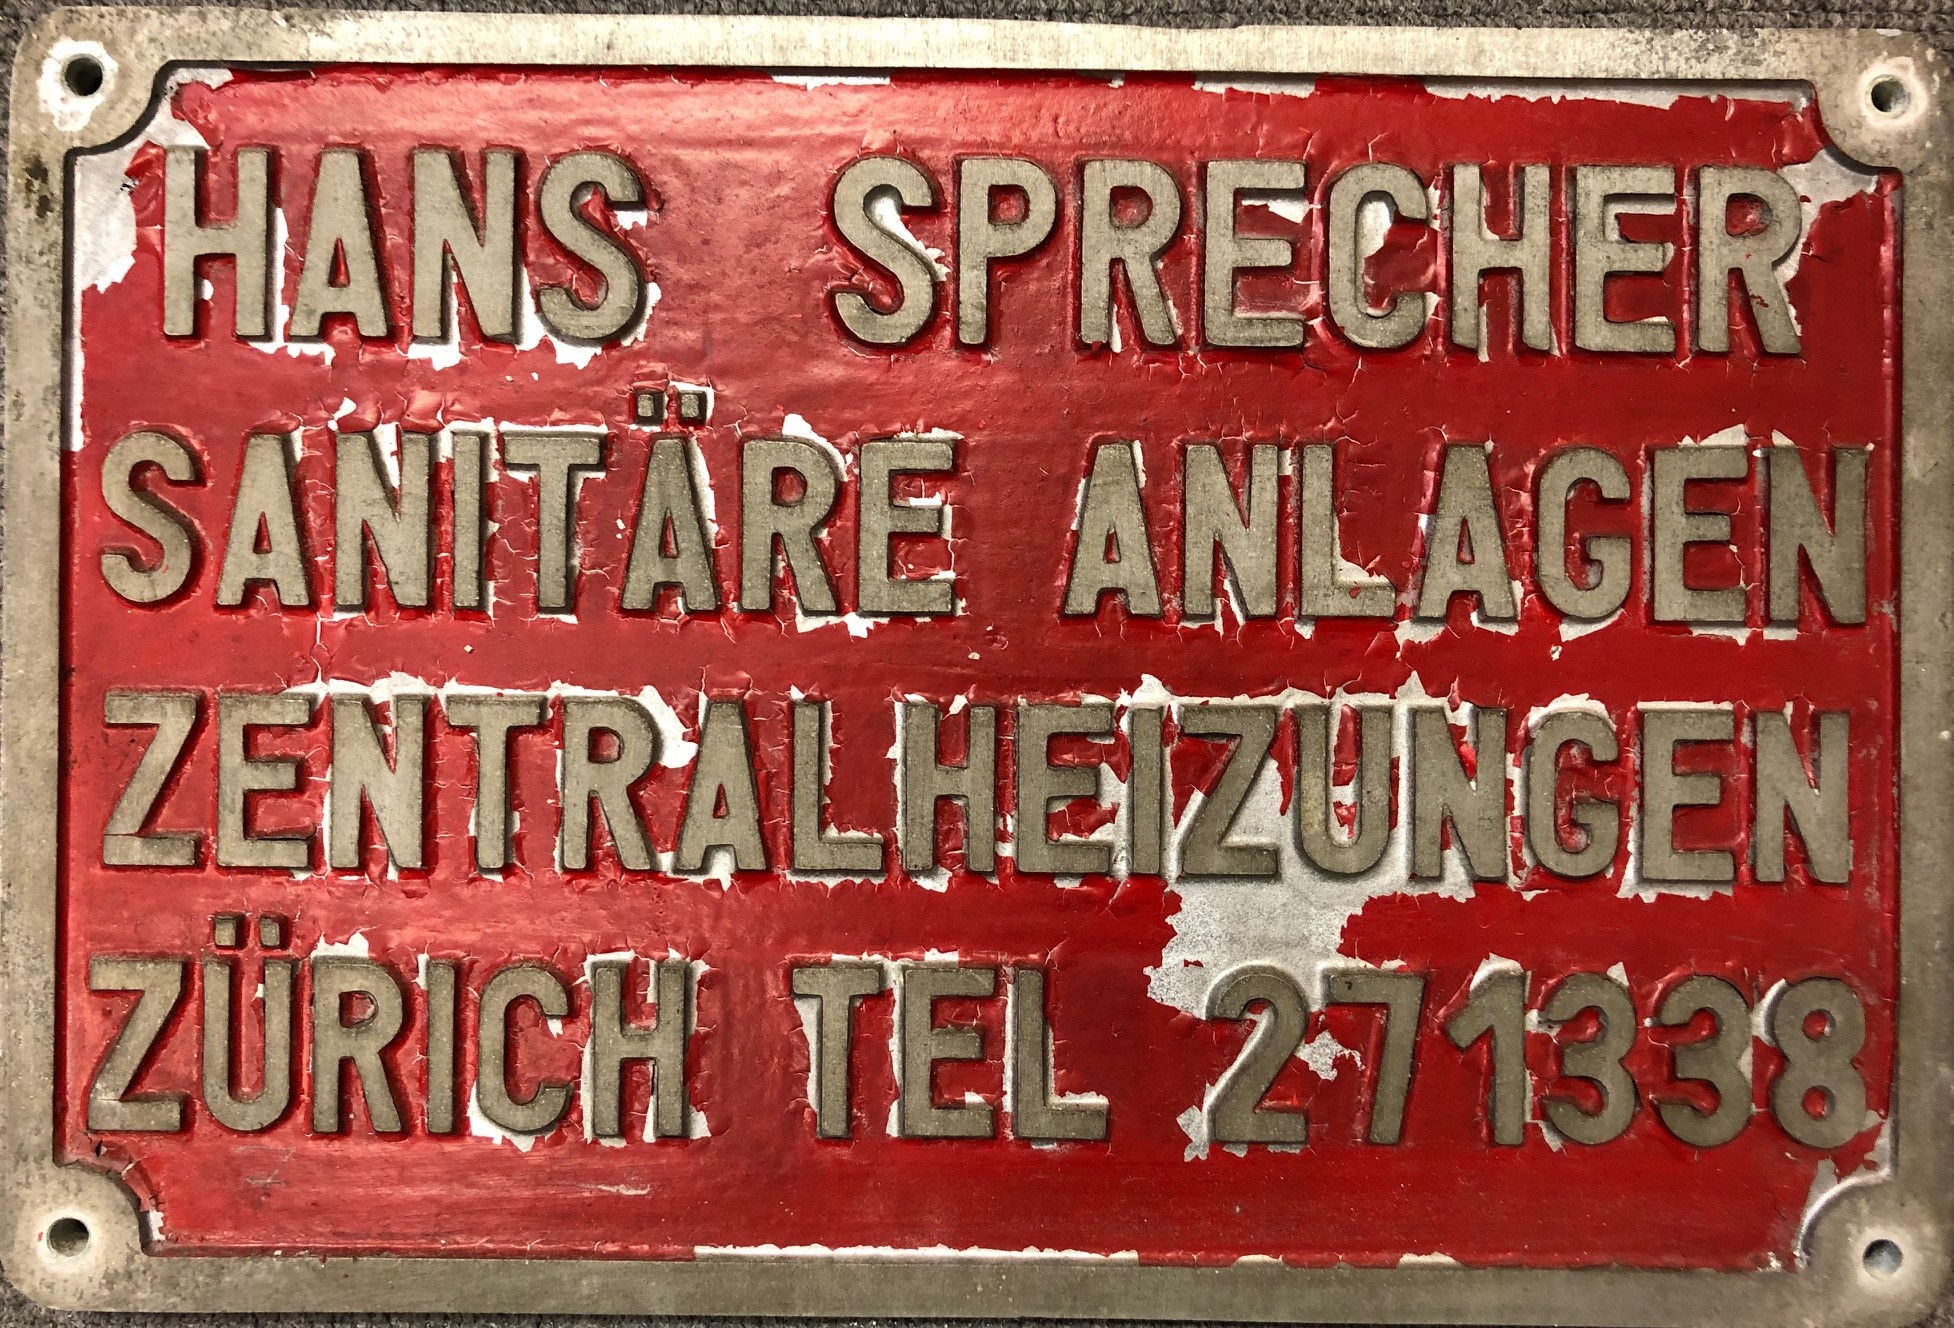 HANS SPRECHER
SANITÄRE ANLAGEN
ZENTRALHEIZUNGEN
ZÜRICH TEL 271338